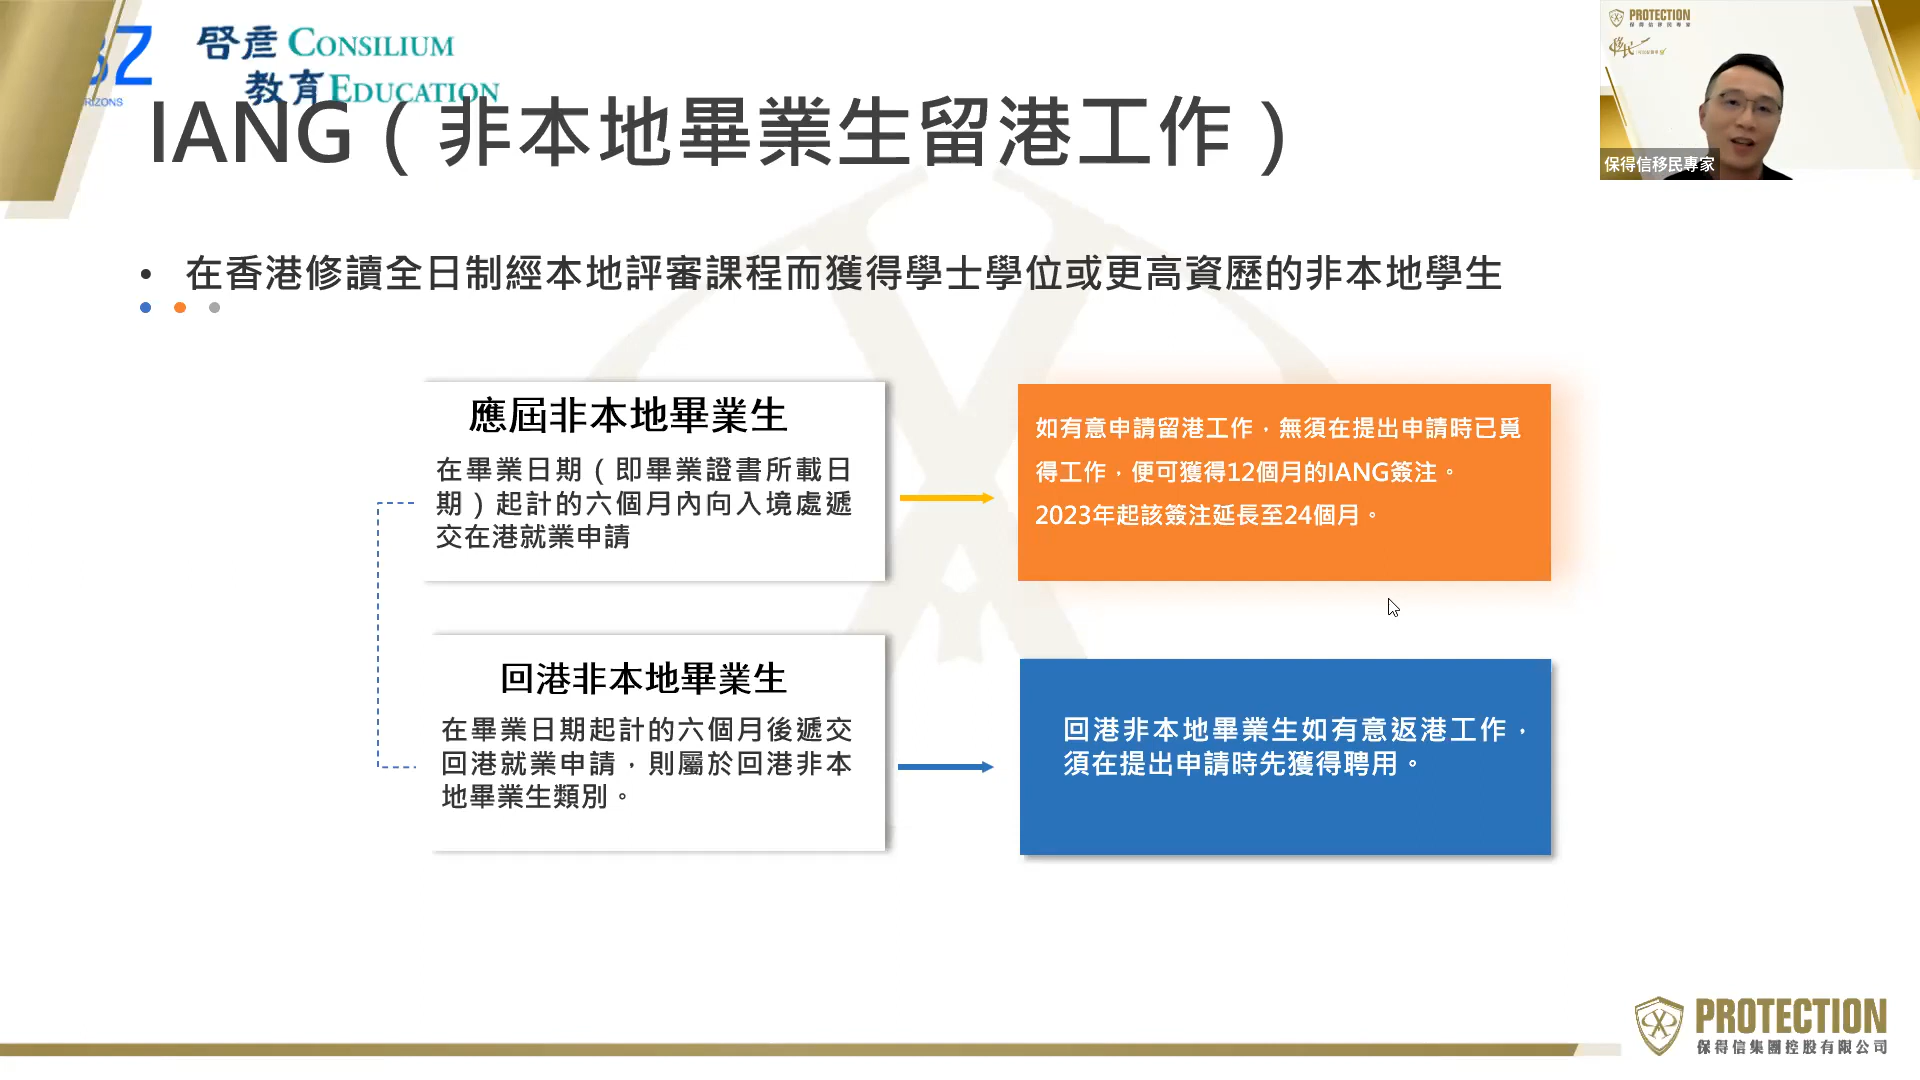 啓彥 CONSILIUM
教育 EDUCATION
RIZONS
IANG（非本地畢業生留港工作）
PROTECTION
保得信移民專家
• 在香港修讀全日制經本地評審課程而獲得學士學位或更高資歷的非本地學生
應屆非本地畢業生
在畢業日期（即畢業證書所載日
期）起計的六個月內向入境處遞
交在港就業申請
如有意申請留港工作，無須在提出申請時已覓
得工作，便可獲得12個月的IANG簽注。
2023年起該簽注延長至24個月。
回港非本地畢業生
在畢業日期起計的六個月後遞交
回港就業申請，則屬於回港非本
地畢業生類別。
回港非本地畢業生如有意返港工作，
須在提出申請時先獲得聘用。
PROTECTION
保得信集團控股有限公司